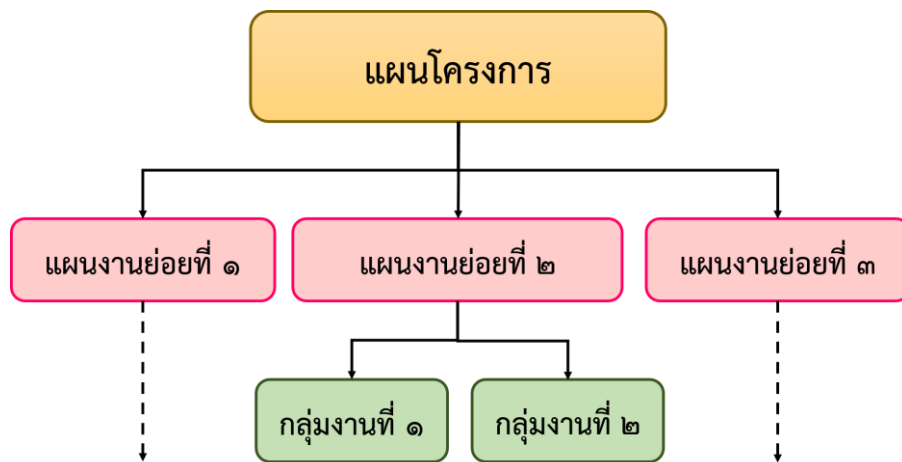 แผนโครงการ
แผนงานย่อยที่ ๑
แผนงานย่อยที่ ๒
แผนงานย่อยที่ ๓
กลุ่มงานที่ ๑
กลุ่มงานที่ ๒